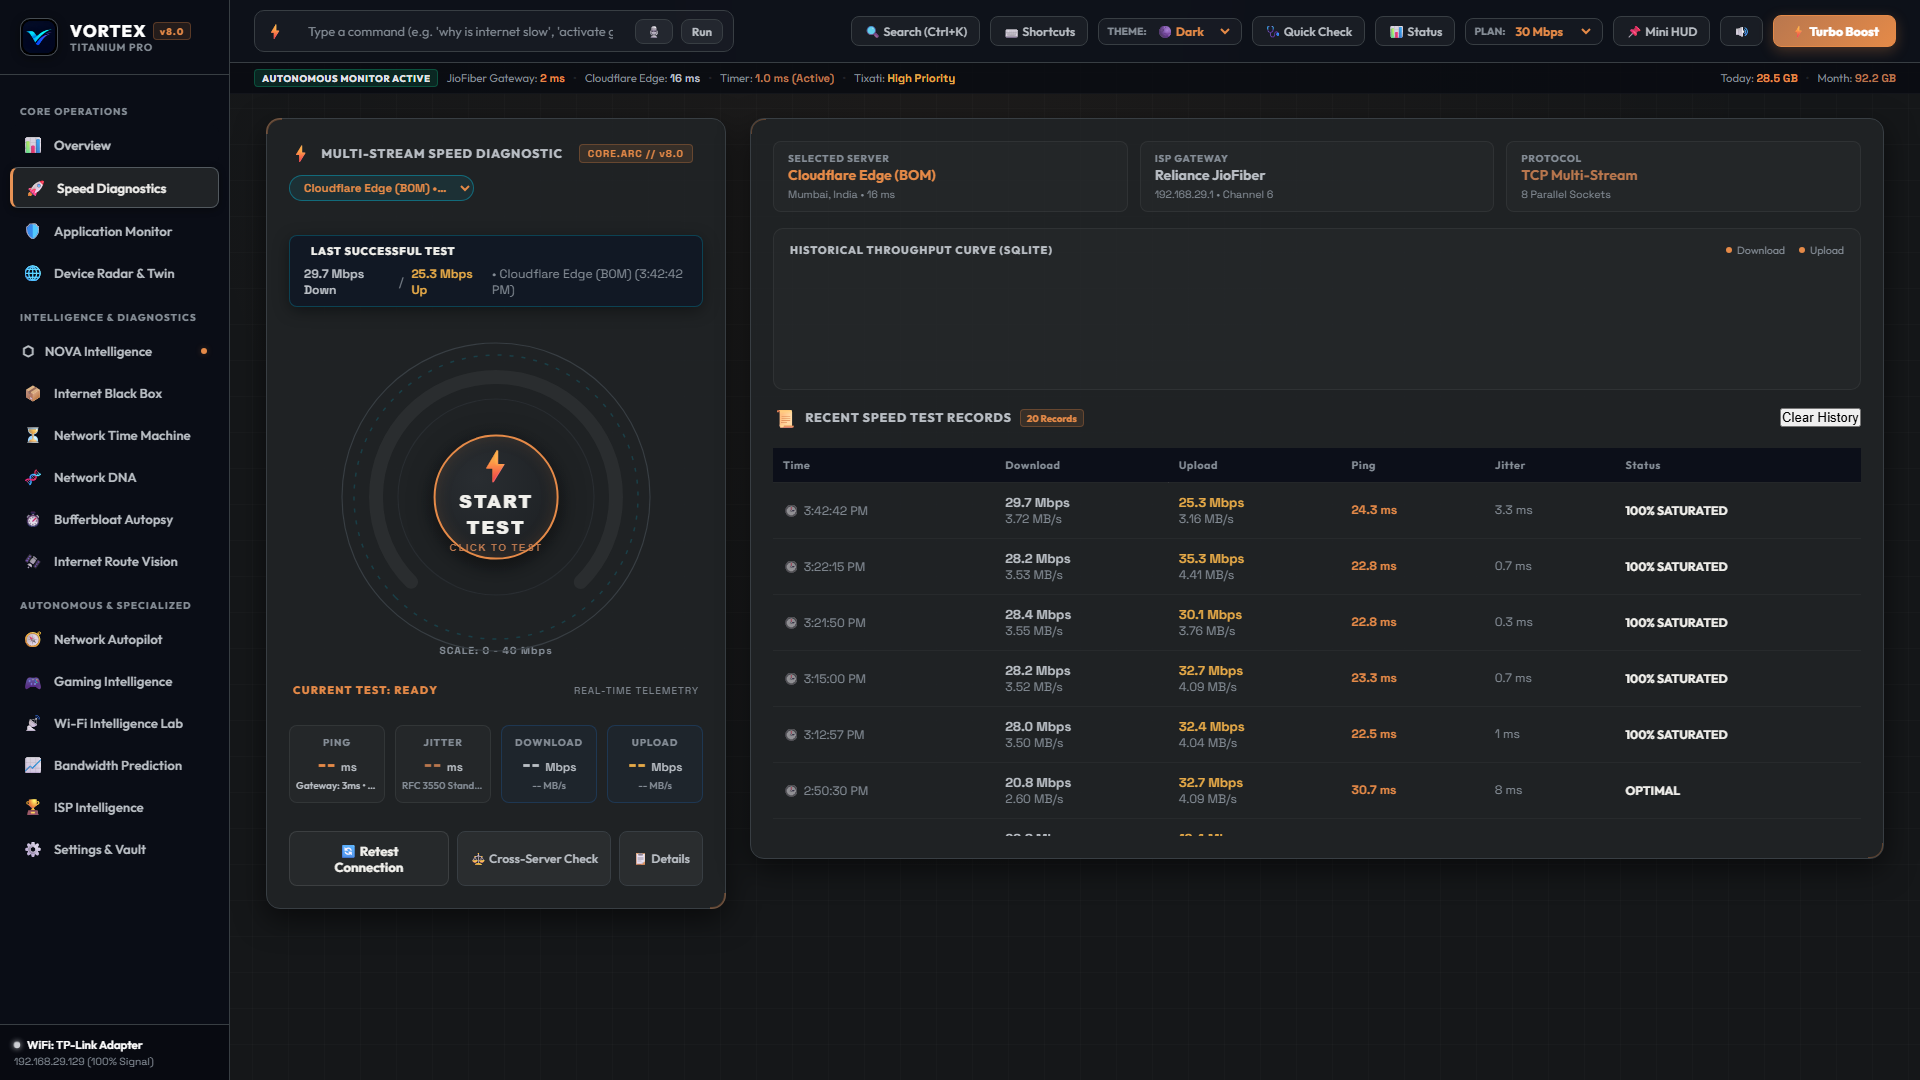 VORTEX v8.0
TITANIUM PRO
CORE OPERATIONS
Overview
Speed Diagnostics
Application Monitor
Device Radar & Twin
INTELLIGENCE & DIAGNOSTICS
NOVA Intelligence
Internet Black Box
Network Time Machine
Network DNA
Bufferbloat Autopsy
Internet Route Vision
AUTONOMOUS & SPECIALIZED
Network Autopilot
Gaming Intelligence
Wi-Fi Intelligence Lab
Bandwidth Prediction
ISP Intelligence
Settings & Vault
WiFi: TP-Link Adapter
192.168.29.129 (100% Signal)
Type a command (e.g. 'why is internet slow', 'activate g
Run
Search (Ctrl+K)
Shortcuts
THEME: Dark
Quick Check
Status
PLAN: 30 Mbps
Mini HUD
Turbo Boost
AUTONOMOUS MONITOR ACTIVE JioFiber Gateway: 2 ms · Cloudflare Edge: 16 ms · Timer: 1.0 ms (Active) · Tixati: High Priority
Today: 28.5 GB · Month: 92.2 GB
MULTI-STREAM SPEED DIAGNOSTIC CORE.ARC // v8.0
Cloudflare Edge (BOM) •...
LAST SUCCESSFUL TEST
29.7 Mbps Down / 25.3 Mbps Up • Cloudflare Edge (BOM) (3:42:42 PM)
START
TEST
CLICK TO TEST
SCALE: 0 - 40 Mbps
CURRENT TEST: READY
REAL-TIME TELEMETRY
PING
-- ms
Gateway: 3ms • ...
JITTER
-- ms
RFC 3550 Stand...
DOWNLOAD
-- Mbps
-- MB/s
UPLOAD
-- Mbps
-- MB/s
Retest
Connection
Cross-Server Check
Details
SELECTED SERVER
Cloudflare Edge (BOM)
Mumbai, India • 16 ms
ISP GATEWAY
Reliance JioFiber
192.168.29.1 • Channel 6
PROTOCOL
TCP Multi-Stream
8 Parallel Sockets
HISTORICAL THROUGHPUT CURVE (SQLITE)
Download Upload
RECENT SPEED TEST RECORDS 20 Records
Clear History
Time Download Upload Ping Jitter Status
3:42:42 PM 29.7 Mbps 25.3 Mbps 24.3 ms 3.3 ms 100% SATURATED
3.72 MB/s 3.16 MB/s
3:22:15 PM 28.2 Mbps 35.3 Mbps 22.8 ms 0.7 ms 100% SATURATED
3.53 MB/s 4.41 MB/s
3:21:50 PM 28.4 Mbps 30.1 Mbps 22.8 ms 0.3 ms 100% SATURATED
3.55 MB/s 3.76 MB/s
3:15:00 PM 28.2 Mbps 32.7 Mbps 23.3 ms 0.7 ms 100% SATURATED
3.52 MB/s 4.09 MB/s
3:12:57 PM 28.0 Mbps 32.4 Mbps 22.5 ms 1 ms 100% SATURATED
3.50 MB/s 4.04 MB/s
2:50:30 PM 20.8 Mbps 32.7 Mbps 30.7 ms 8 ms OPTIMAL
2.60 MB/s 4.09 MB/s